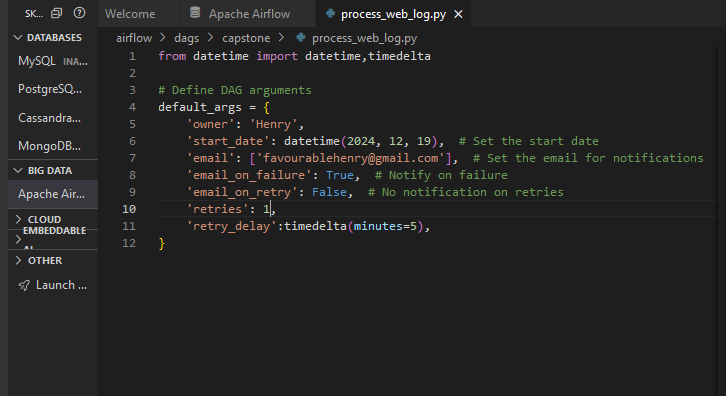 SK...
Welcome
Apache Airflow
process_web_log.py
DATABASES
MySQL INA...
PostgreSQ...
Cassandra...
MongoDB...
BIG DATA
Apache Air...
CLOUD
EMBEDDABLE
AI
OTHER
Launch ...
airflow > dags > capstone > process_web_log.py
1 from datetime import datetime,timedelta
2
3 # Define DAG arguments
4 default_args = {
5 'owner': 'Henry',
6 'start_date': datetime(2024, 12, 19),  # Set the start date
7 'email': ['favourablehenry@gmail.com'],  # Set the email for notifications
8 'email_on_failure': True,  # Notify on failure
9 'email_on_retry': False,  # No notification on retries
10 'retries': 1,
11 'retry_delay':timedelta(minutes=5),
12 }